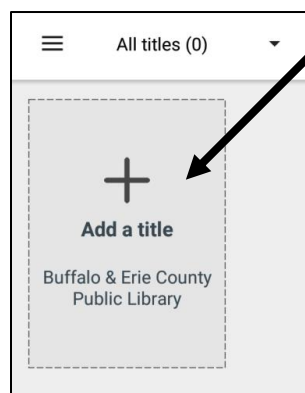 All titles (0)
Add a title
Buffalo & Erie County
Public Library